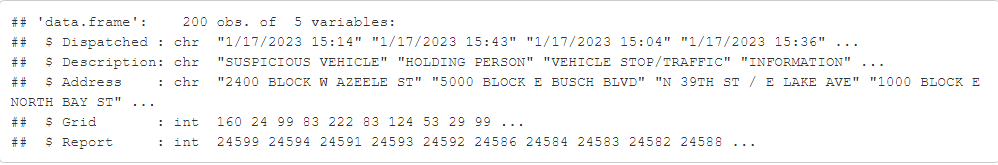 ## 'data.frame':    200 obs. of  5 variables:
##  $ Dispatched : chr  "1/17/2023 15:14" "1/17/2023 15:43" "1/17/2023 15:04" "1/17/2023 15:36" ...
##  $ Description: chr  "SUSPICIOUS VEHICLE" "HOLDING PERSON" "VEHICLE STOP/TRAFFIC" "INFORMATION" ...
##  $ Address    : chr  "2400 BLOCK W AZEELE ST" "5000 BLOCK E BUSCH BLVD" "N 39TH ST / E LAKE AVE" "1000 BLOCK E
NORTH BAY ST" ...
##  $ Grid       : int  160 24 99 83 222 83 124 53 29 99 ...
##  $ Report     : int  24599 24594 24591 24593 24592 24586 24584 24583 24582 24588 ...